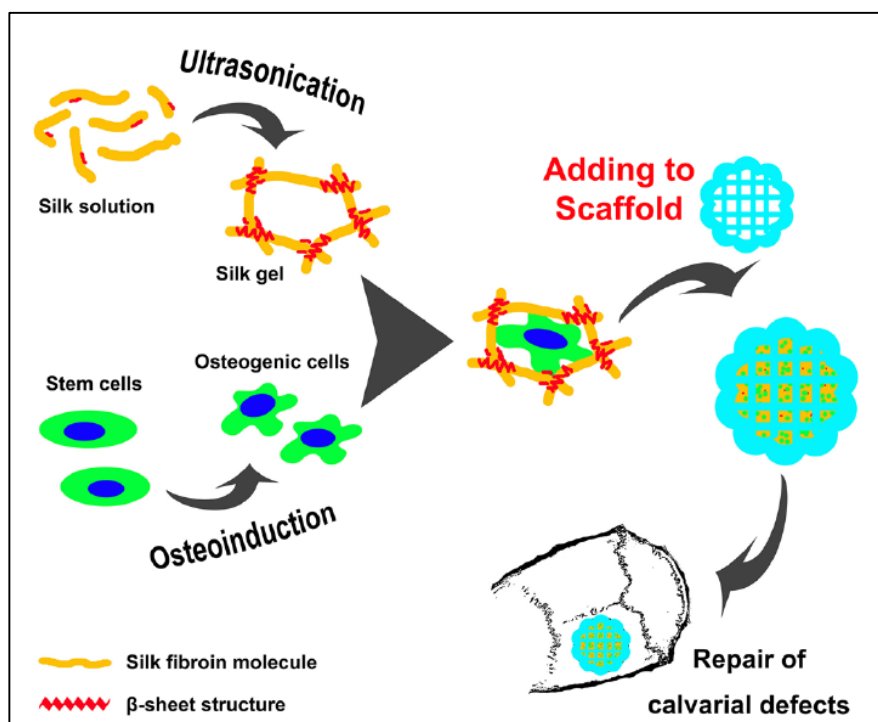 Ultrasonication
Silk solution
Silk gel
Adding to
Scaffold
Stem cells
Osteogenic cells
Osteoinduction
Repair of
calvarial defects
Silk fibroin molecule
β-sheet structure